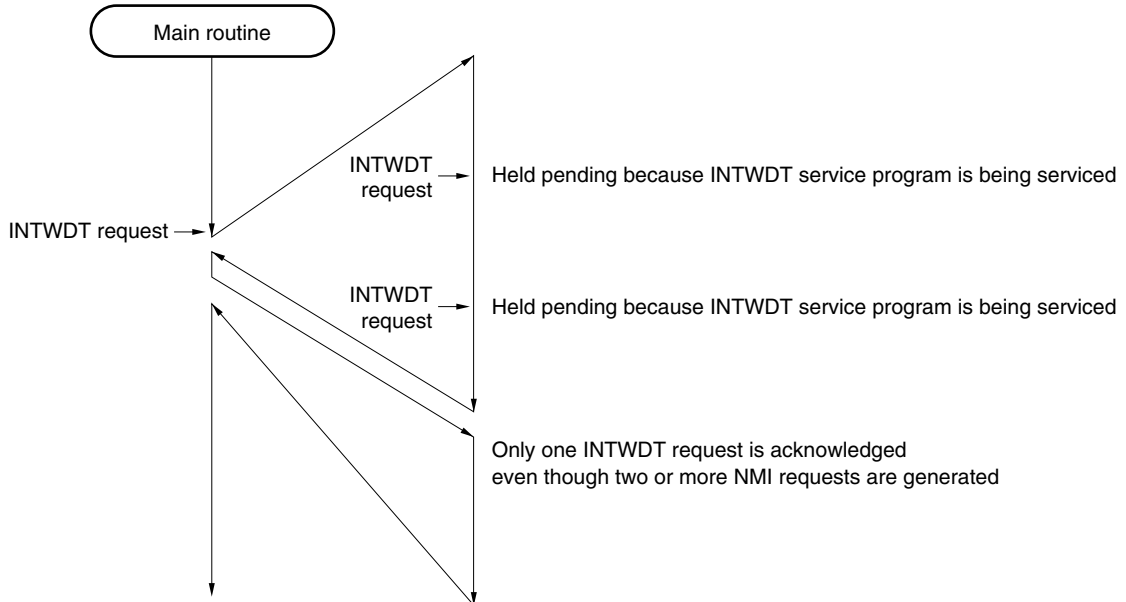 Main routine
INTWDT
request
Held pending because INTWDT service program is being serviced
INTWDT request
INTWDT
request
Held pending because INTWDT service program is being serviced
Only one INTWDT request is acknowledged
even though two or more NMI requests are generated